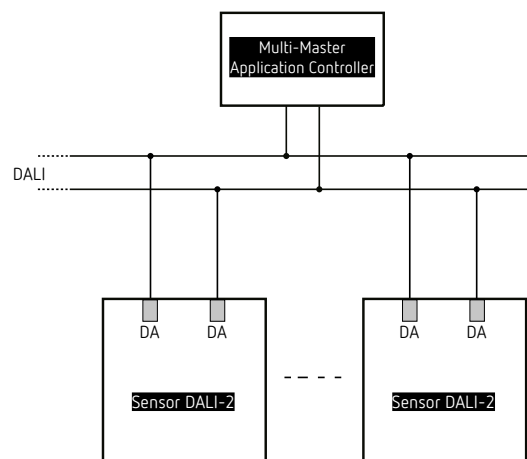 Multi-Master
Application Controller
DALI
DA DA DA DA
Sensor DALI-2 Sensor DALI-2